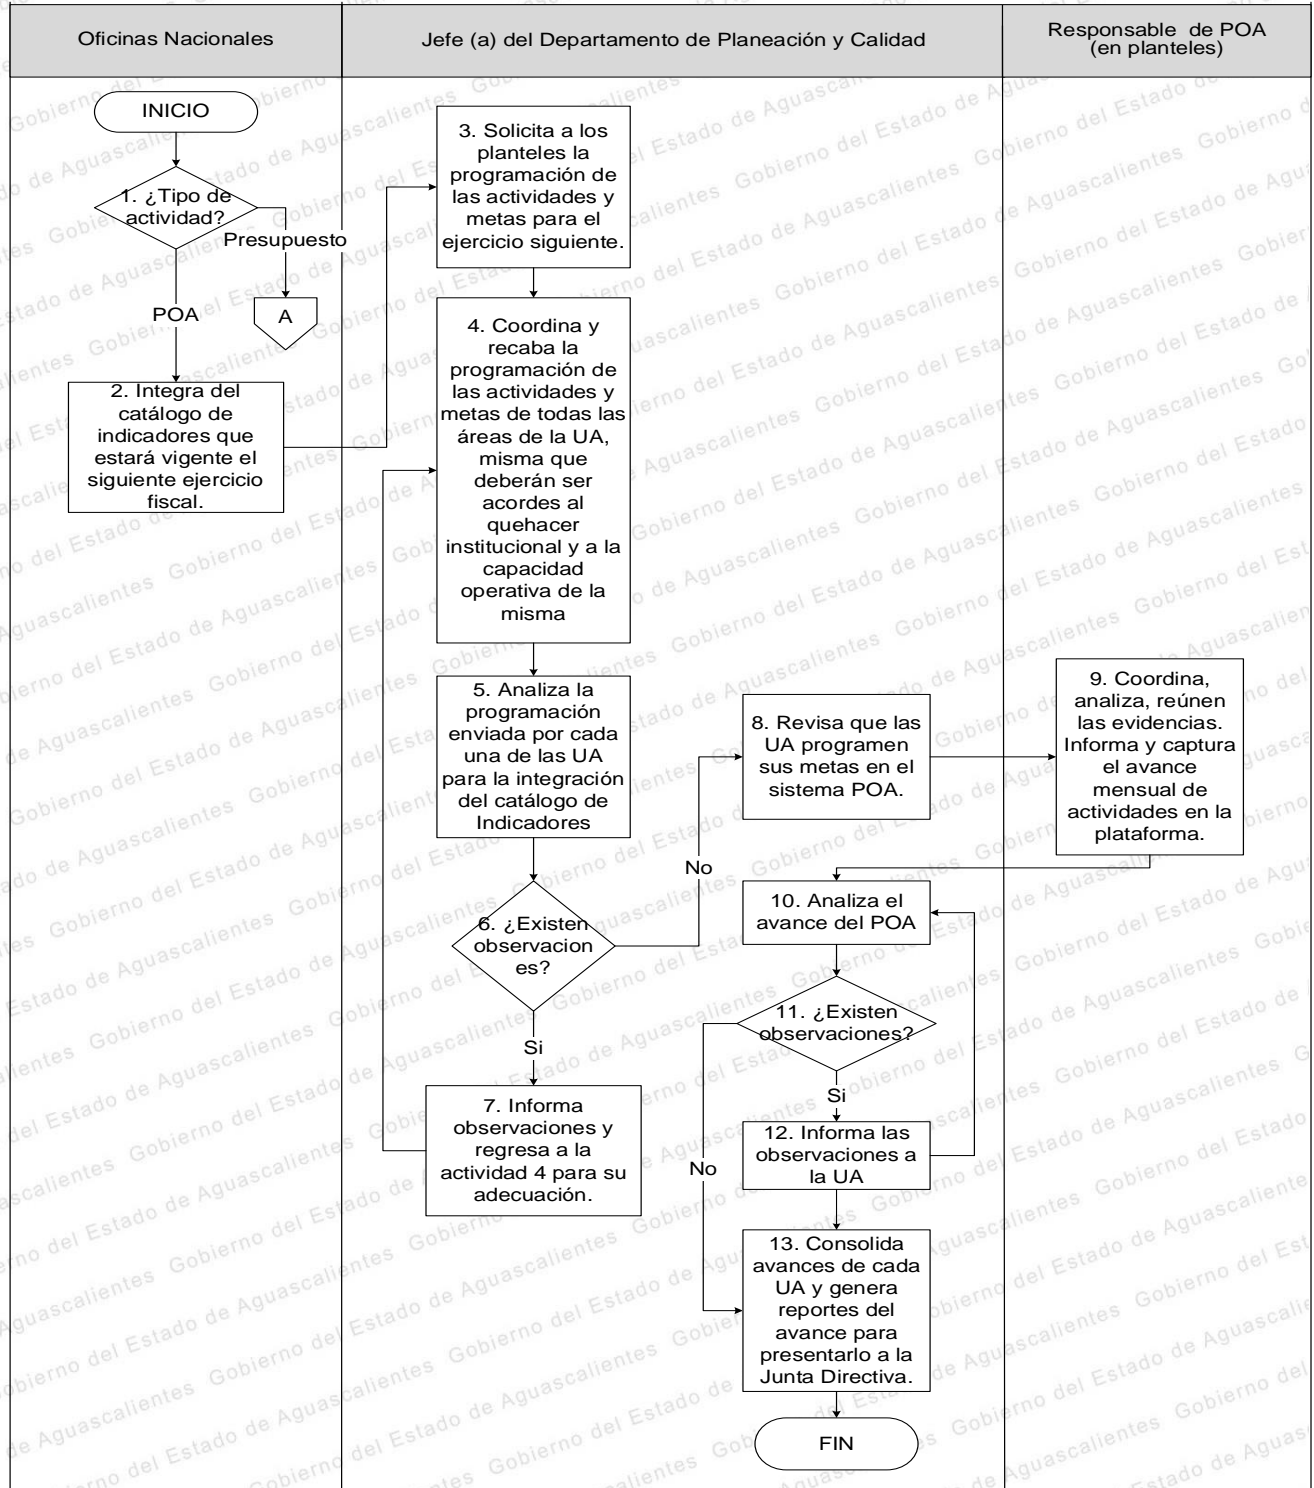 Oficinas Nacionales
Jefe (a) del Departamento de Planeación y Calidad
Responsable de POA
(en planteles)
INICIO
1. ¿Tipo de
actividad?
Presupuesto
POA
A
2. Integra del
catálogo de
indicadores que
estará vigente el
siguiente ejercicio
fiscal.
3. Solicita a los
planteles la
programación de
las actividades y
metas para el
ejercicio siguiente.
4. Coordina y
recaba la
programación de
las actividades y
metas de todas las
áreas de la UA,
misma que
deberán ser
acordes al
quehacer
institucional y a la
capacidad
operativa de la
misma
5. Analiza la
programación
enviada por cada
una de las UA
para la integración
del catálogo de
Indicadores
6. ¿Existen
observacion
es?
No
Si
7. Informa
observaciones y
regresa a la
actividad 4 para su
adecuación.
8. Revisa que las
UA programen
sus metas en el
sistema POA.
9. Coordina,
analiza, reúnen
las evidencias.
Informa y captura
el avance
mensual de
actividades en la
plataforma.
10. Analiza el
avance del POA
11. ¿Existen
observaciones?
Si
No
12. Informa las
observaciones a
la UA
13. Consolida
avances de cada
UA y genera
reportes del
avance para
presentarlo a la
Junta Directiva.
FIN
Gobierno del Estado de Aguascalientes